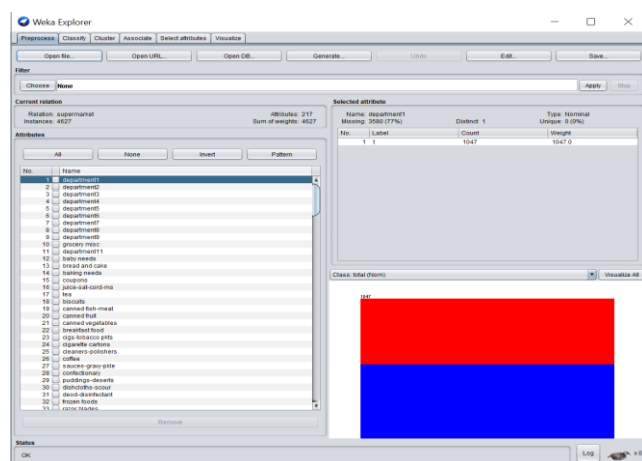 Weka Explorer
Preprocess Classify Cluster Associate Select attributes Visualize
Open file... Open URL... Open DB... Generate... Undo Edit... Save...
Filter
Choose None Apply Stop
Current relation
Relation: supermarket Attributes: 217
Instances: 4627 Sum of weights: 4627
Attributes
All None Invert Pattern
No. Name
1 department1
2 department2
3 department3
4 department4
5 department5
6 department6
7 department7
8 department8
9 department9
10 grocery misc
11 department11
12 baby needs
13 bread and cake
14 baking needs
15 coupons
16 juice-sat-cord-ms
17 tea
18 biscuits
19 canned fish-meat
20 canned fruit
21 canned vegetables
22 breakfast food
23 cigs-tobacco pkts
24 cigarette cartons
25 cleaners-polishers
26 coffee
27 sauces-gravy-pkle
28 confectionary
29 puddings-deserts
30 dishcloths-scour
31 deod-disinfectant
32 frozen foods
33 razor blades
Remove
Selected attribute
Name: department1 Type: Nominal
Missing: 3580 (77%) Distinct: 1 Unique: 0 (0%)
No. Label Count Weight
1 1 1047 1047.0
Class: total (Nom) Visualize All
1047
Status
OK Log x0